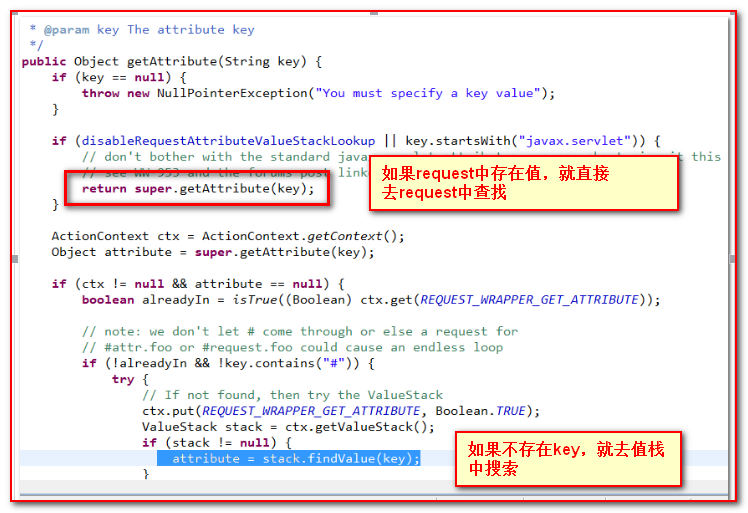 * @param key The attribute key
*/
public Object getAttribute(String key) {
if (key == null) {
throw new NullPointerException("You must specify a key value");
}
if (disableRequestAttributeValueStackLookup || key.startsWith("javax.servlet")) {
// don't bother with the standard
this
// see WW-953 and the forums post
return super.getAttribute(key);
}
如果request中存在值，就直接
去request中查找
ActionContext ctx = ActionContext.getContext();
Object attribute = super.getAttribute(key);
if (ctx != null && attribute == null) {
boolean alreadyIn = isTrue((Boolean) ctx.get(REQUEST_WRAPPER_GET_ATTRIBUTE));
// note: we don't let # come through or else a request for
// #attr.foo or #request.foo could cause an endless loop
if (!alreadyIn && !key.contains("#")) {
try {
// If not found, then try the ValueStack
ctx.put(REQUEST_WRAPPER_GET_ATTRIBUTE, Boolean.TRUE);
ValueStack stack = ctx.getValueStack();
if (stack != null) {
attribute = stack.findValue(key);
}
如果不存在key，就去值栈
中搜索